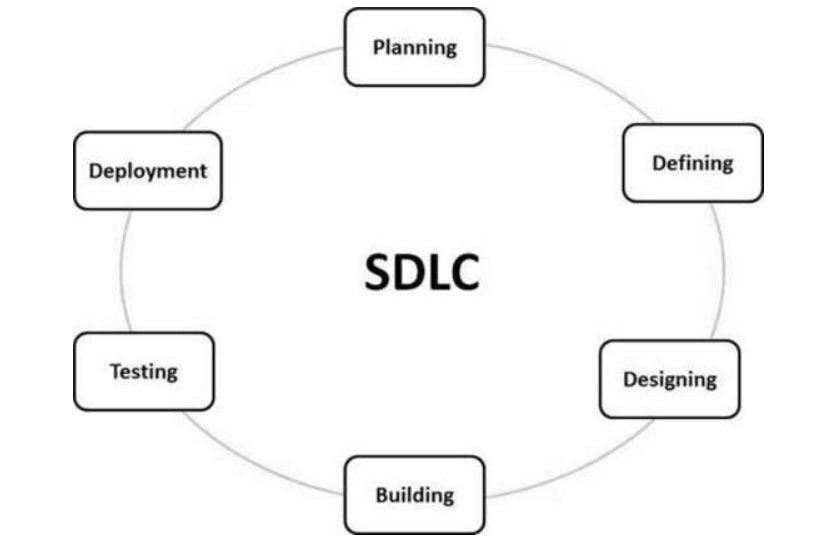 Planning
Defining
Designing
Building
Testing
Deployment
SDLC